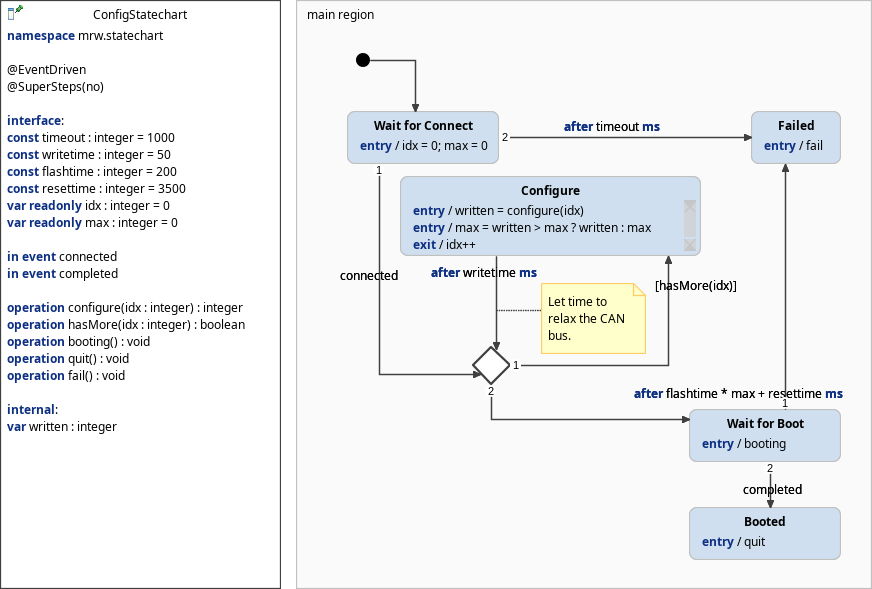 ConfigStatechart
namespace mrw.statechart
@EventDriven
@SuperSteps(no)
interface:
const timeout : integer = 1000
const writetime : integer = 50
const flashtime : integer = 200
const resettime : integer = 3500
var readonly idx : integer = 0
var readonly max : integer = 0
in event connected
in event completed
operation configure(idx : integer) : integer
operation hasMore(idx : integer) : boolean
operation booting() : void
operation quit() : void
operation fail() : void
internal:
var written : integer
main region
Wait for Connect
entry / idx = 0; max = 0
2
after timeout ms
Failed
entry / fail
1
Configure
entry / written = configure(idx)
entry / max = written > max ? written : max
exit / idx++
connected
after writetime ms
[hasMore(idx)]
Let time to
relax the CAN
bus.
1
2
after flashtime * max + resettime ms
1
Wait for Boot
entry / booting
2
completed
Booted
entry / quit